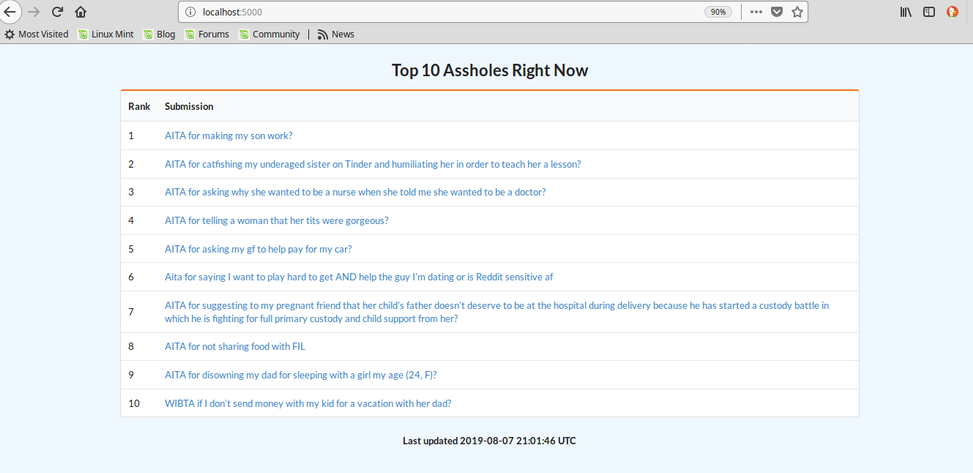 localhost:5000
90%
Most Visited Linux Mint Blog Forums Community News
Top 10 Assholes Right Now
Rank Submission
1 AITA for making my son work?
2 AITA for catfishing my underaged sister on Tinder and humiliating her in order to teach her a lesson?
3 AITA for asking why she wanted to be a nurse when she told me she wanted to be a doctor?
4 AITA for telling a woman that her tits were gorgeous?
5 AITA for asking my gf to help pay for my car?
6 Aita for saying I want to play hard to get AND help the guy I'm dating or is Reddit sensitive af
7 AITA for suggesting to my pregnant friend that her child's father doesn't deserve to be at the hospital during delivery because he has started a custody battle in
which he is fighting for full primary custody and child support from her?
8 AITA for not sharing food with FIL
9 AITA for disowning my dad for sleeping with a girl my age (24, F)?
10 WIBTA if I don't send money with my kid for a vacation with her dad?
Last updated 2019-08-07 21:01:46 UTC